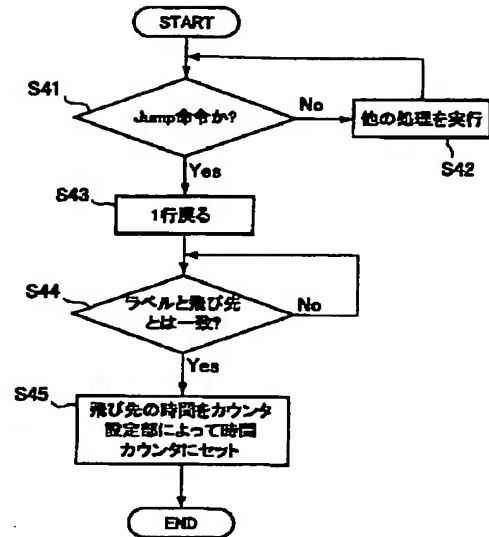 START
S41
Jump命令か?
No
他の処理を実行
S42
Yes
S43
1行戻る
S44
ラベルと飛び先
とは一致?
No
Yes
S45
飛び先の時間をカウンタ
設定部によって時間
カウンタにセット
END